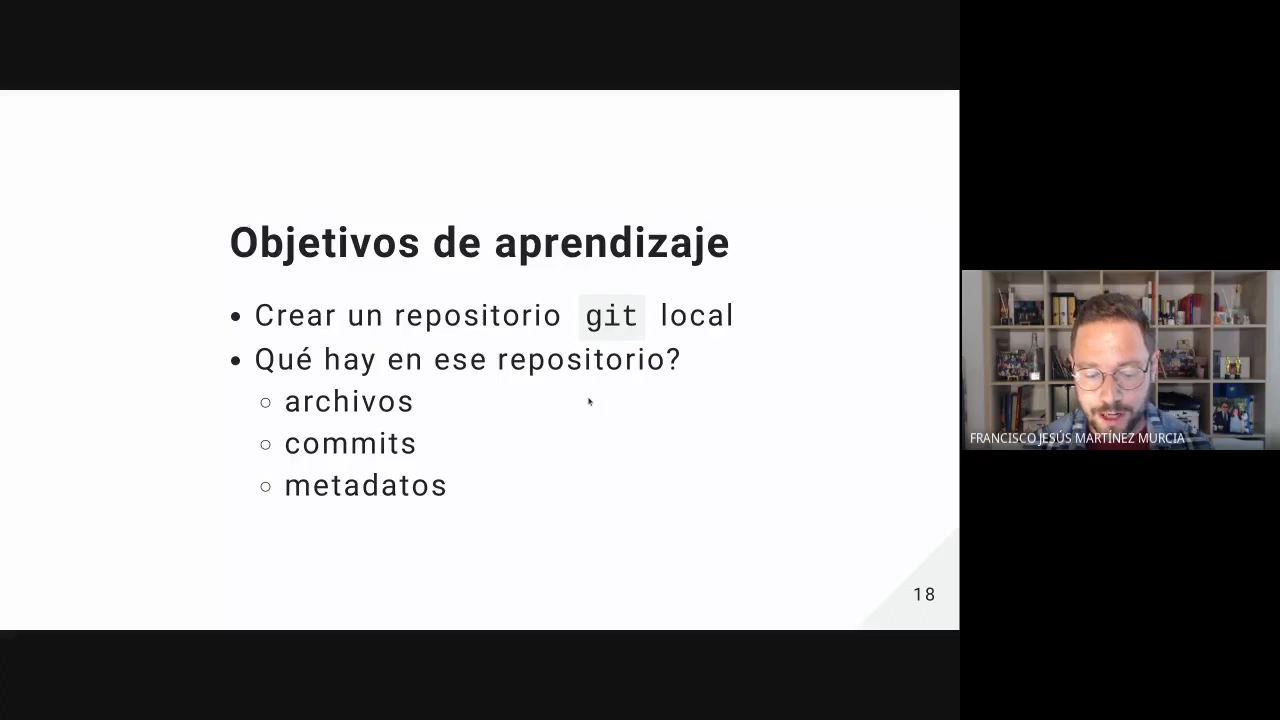 Objetivos de aprendizaje
• Crear un repositorio git local
• Qué hay en ese repositorio?
○ archivos
○ commits
○ metadatos
18
FRANCISCO JESÚS MARTÍNEZ MURCIA